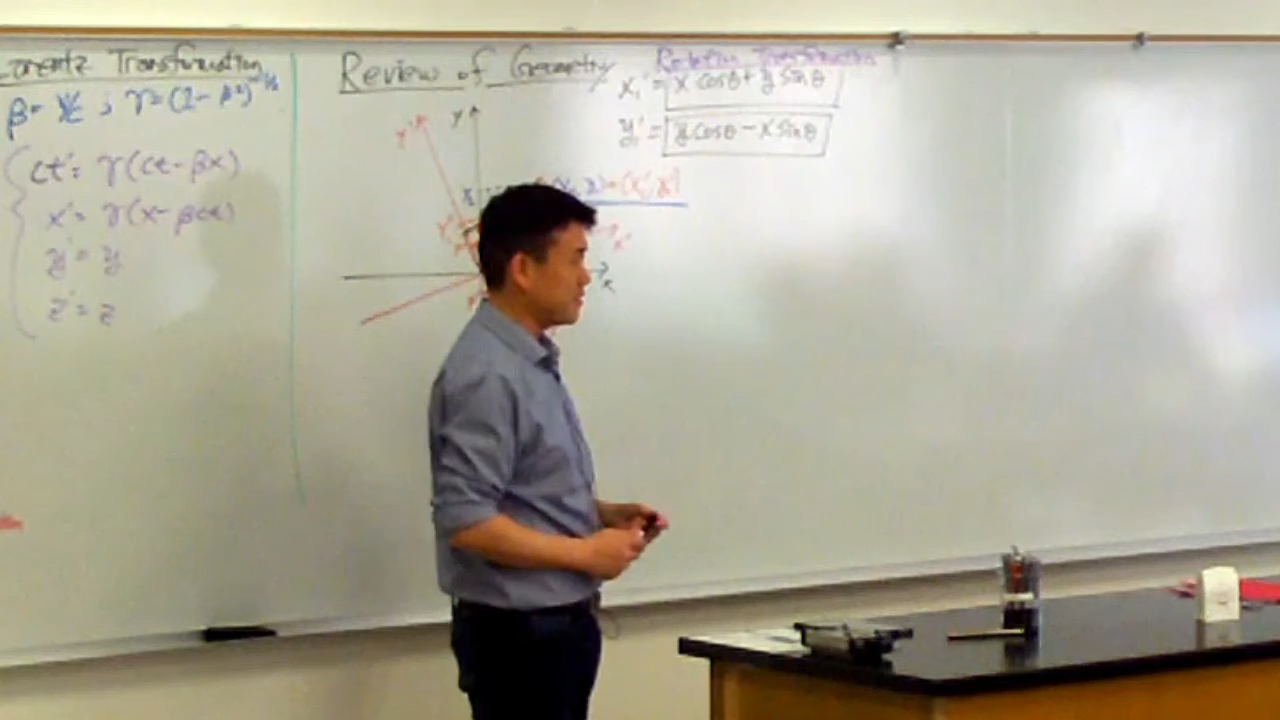 Lorentz Transformation
β = v/c ; γ = (1 - β²)^-1/2
ct' = γ(ct - βx)
x' = γ(x - βct)
y' = y
z' = z
Review of Geometry
Rotation Transformation
x' = x cosθ + y sinθ
y' = y cosθ - x sinθ
y'
y
(x, y) = (x', y')
x'
x